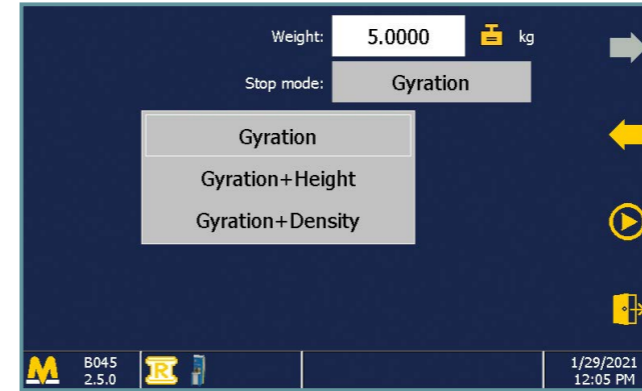 Weight: 5.0000 kg
Stop mode: Gyration
Gyration
Gyration+Height
Gyration+Density
B045
2.5.0
R
1/29/2021
12:05 PM